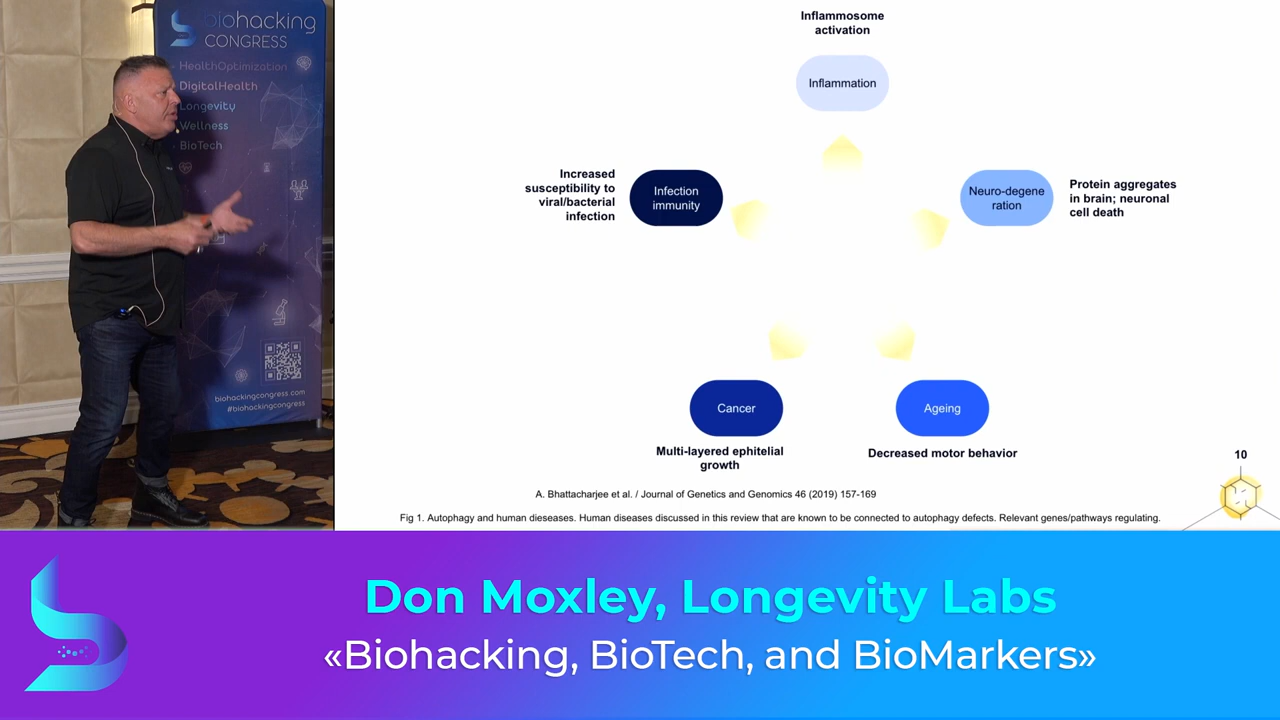 biohacking
CONGRESS
HealthOptimization
DigitalHealth
Longevity
Wellness
BioTech
biohackingcongress.com
#biohackingcongress
Inflammosome
activation
Inflammation
Increased
susceptibility to
viral/bacterial
infection
Infection
immunity
Neuro-degene
ration
Protein aggregates
in brain; neuronal
cell death
Cancer
Ageing
Multi-layered ephitelial
growth
Decreased motor behavior
10
A. Bhattacharjee et al. / Journal of Genetics and Genomics 46 (2019) 157-169
Fig 1. Autophagy and human dieseases. Human diseases discussed in this review that are known to be connected to autophagy defects. Relevant genes/pathways regulating.
Don Moxley, Longevity Labs
«Biohacking, BioTech, and BioMarkers»